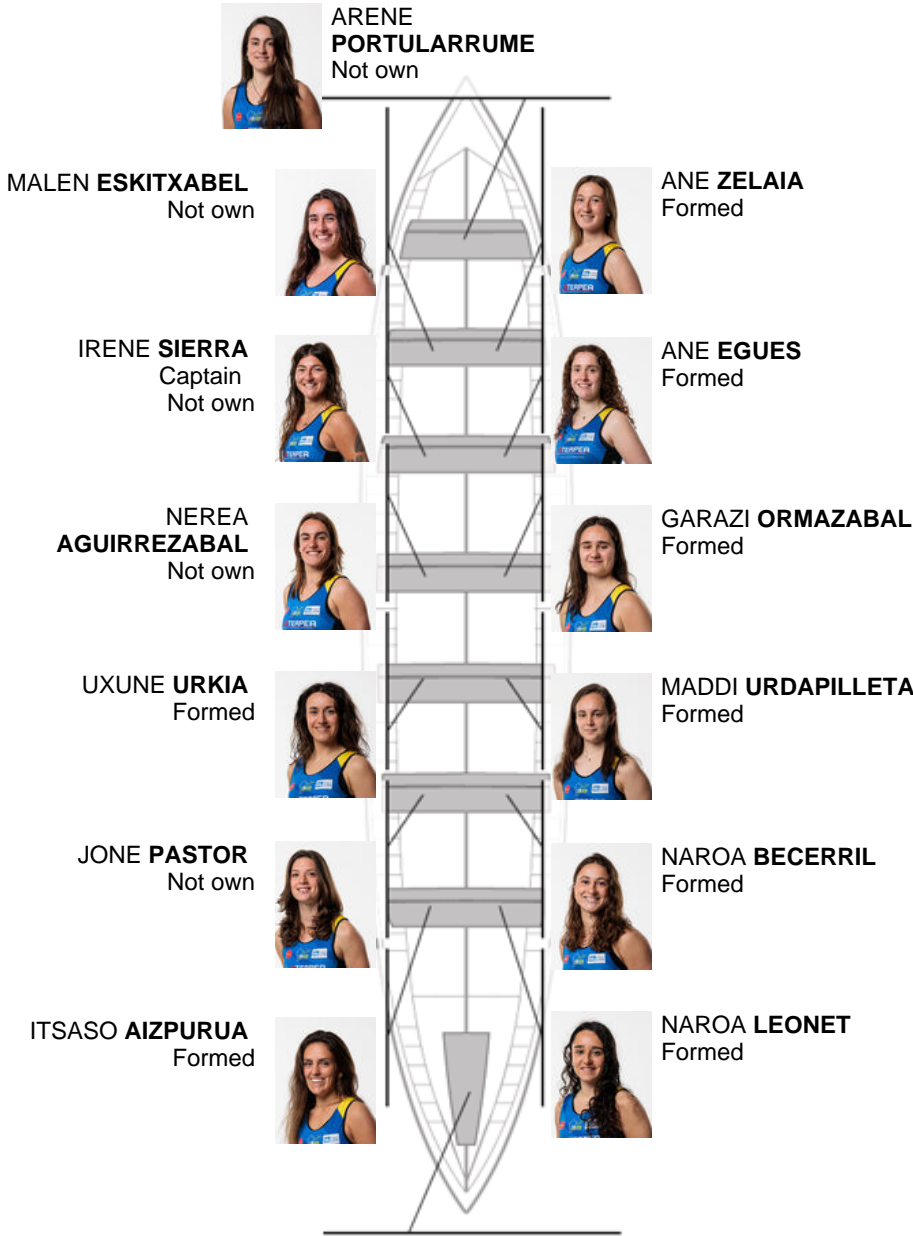 ARENE
PORTULARRUME
Not own
MALEN ESKITXABEL
Not own
ANE ZELAIA
Formed
IRENE SIERRA
Captain
Not own
ANE EGUES
Formed
NEREA
AGUIRREZABAL
Not own
GARAZI ORMAZABAL
Formed
UXUNE URKIA
Formed
MADDI URDAPILLETA
Formed
JONE PASTOR
Not own
NAROA BECERRIL
Formed
ITSASO AIZPURUA
Formed
NAROA LEONET
Formed